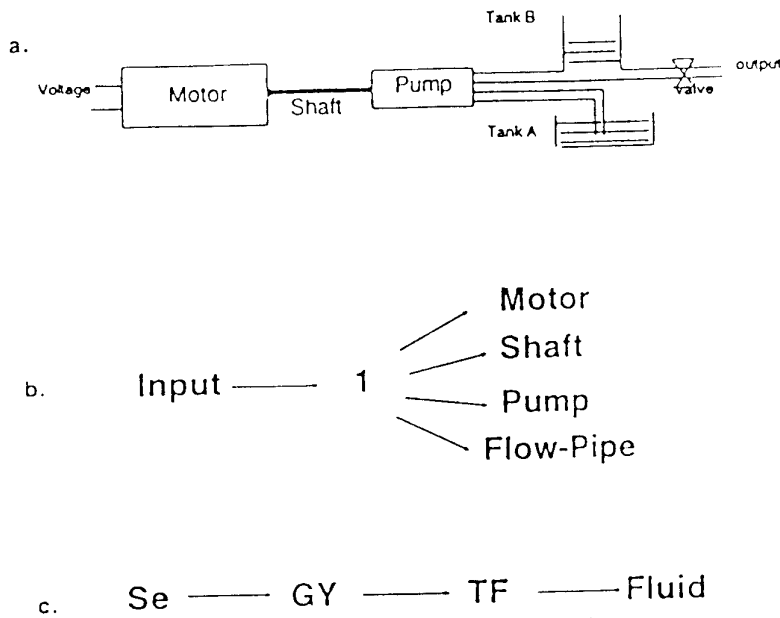 Tank B
a.
output
Voltage
Motor
Shaft
Pump
valve
Tank A
Motor
Shaft
b. Input 1
Pump
Flow-Pipe
c. Se GY TF Fluid